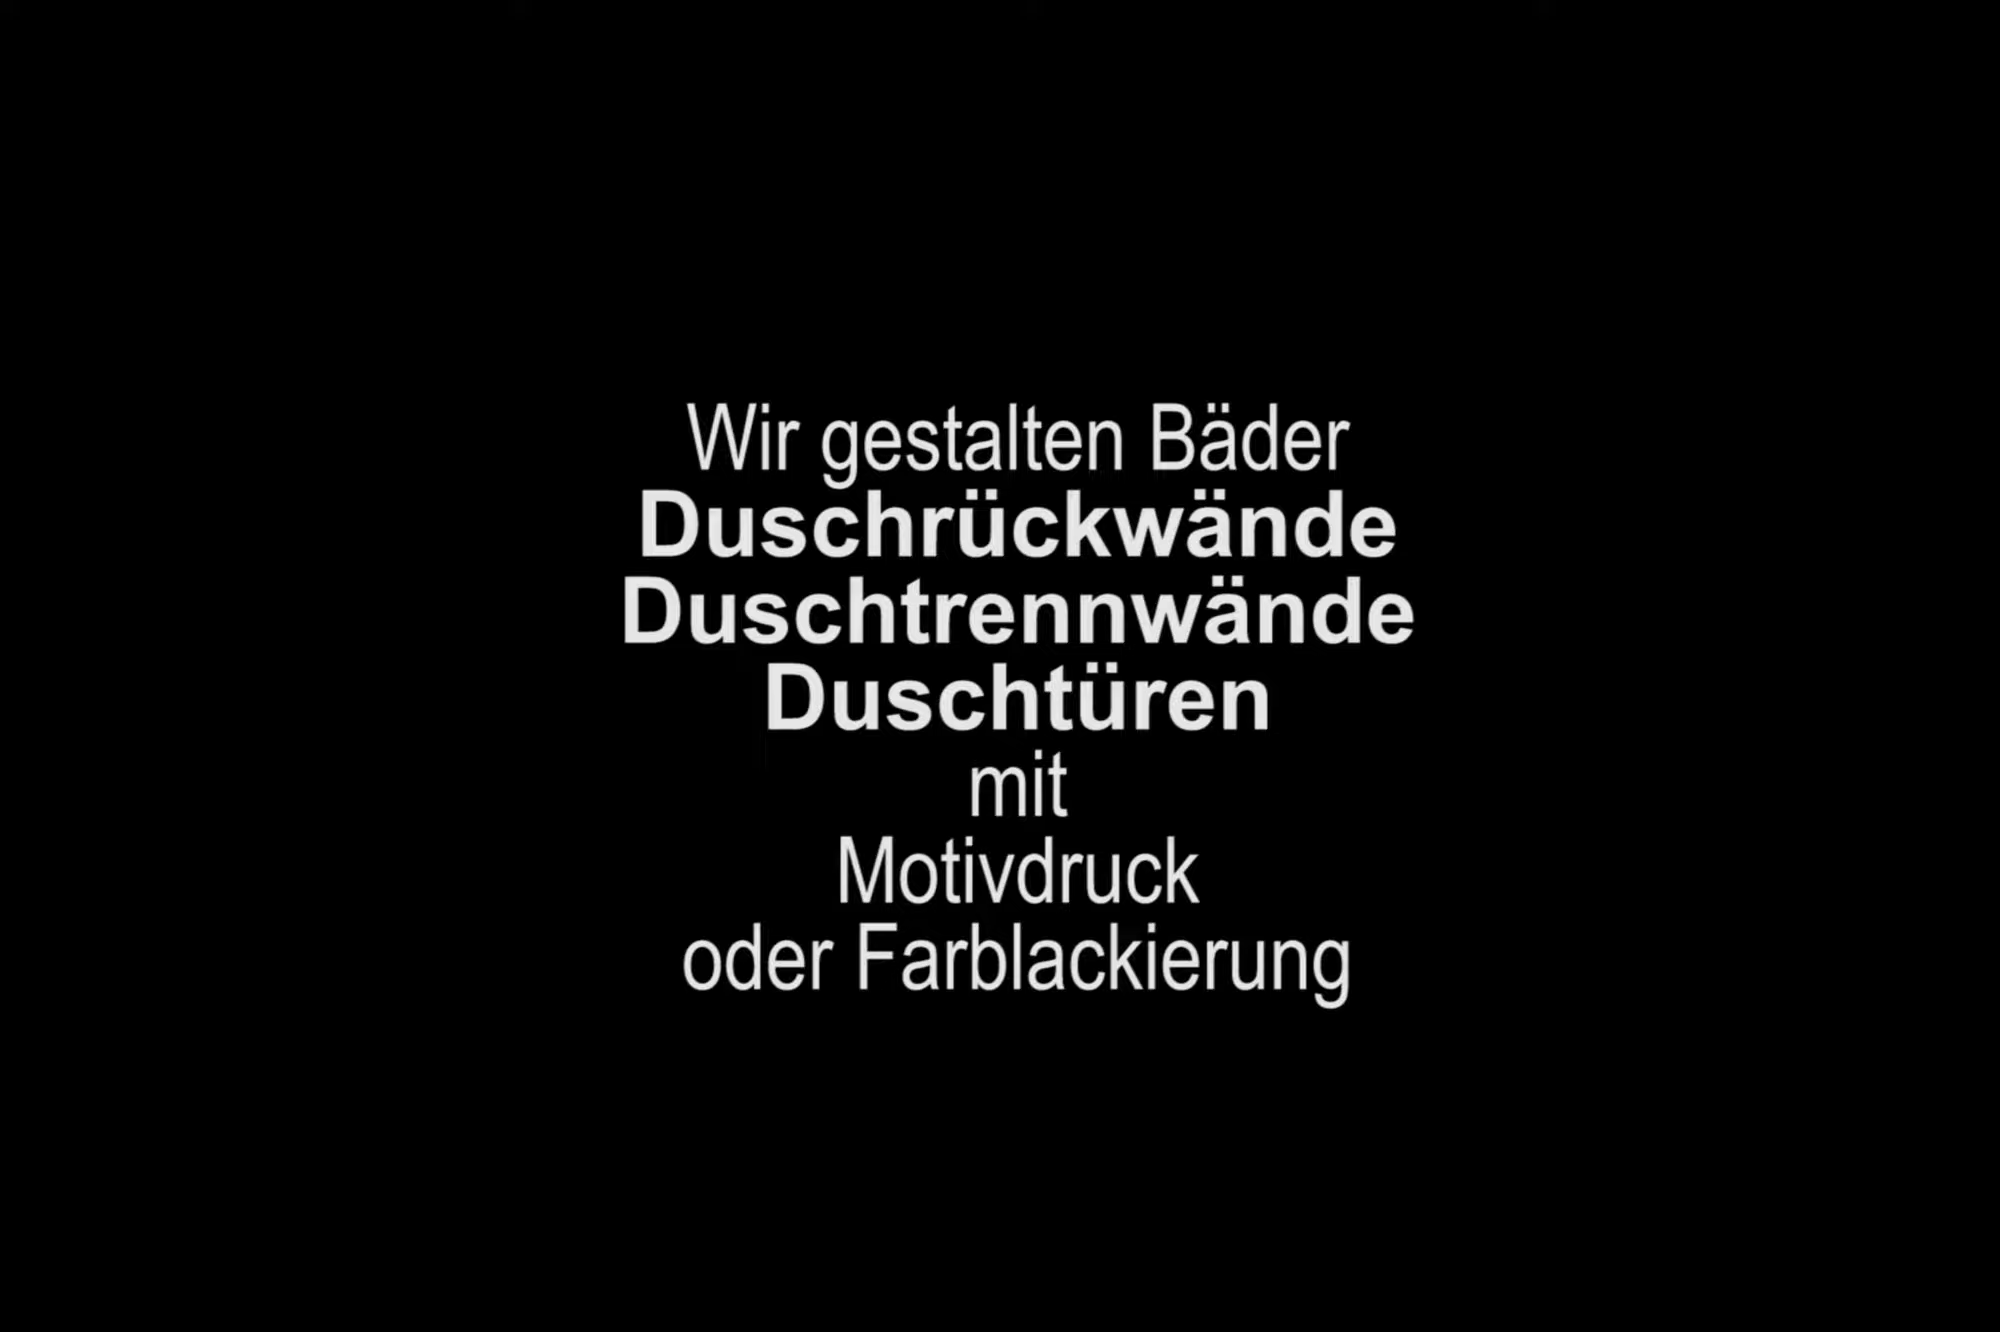 Wir gestalten Bäder
Duschrückwände
Duschtrennwände
Duschtüren
mit
Motivdruck
oder Farblackierung